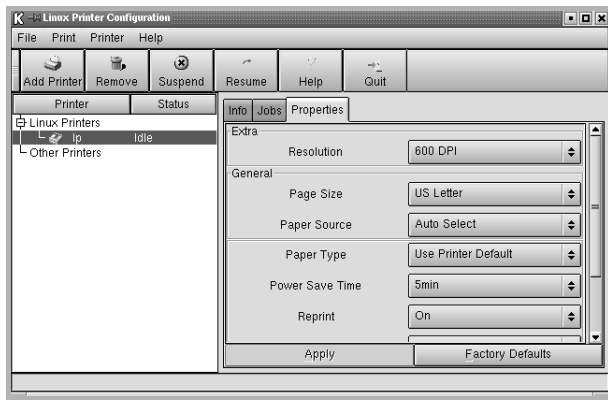 Linux Printer Configuration
File Print Printer Help
Add Printer Remove Suspend Resume Help Quit
Printer Status
Linux Printers
lp Idle
Other Printers
Info Jobs Properties
Extra
Resolution 600 DPI
General
Page Size US Letter
Paper Source Auto Select
Paper Type Use Printer Default
Power Save Time 5min
Reprint On
Apply Factory Defaults